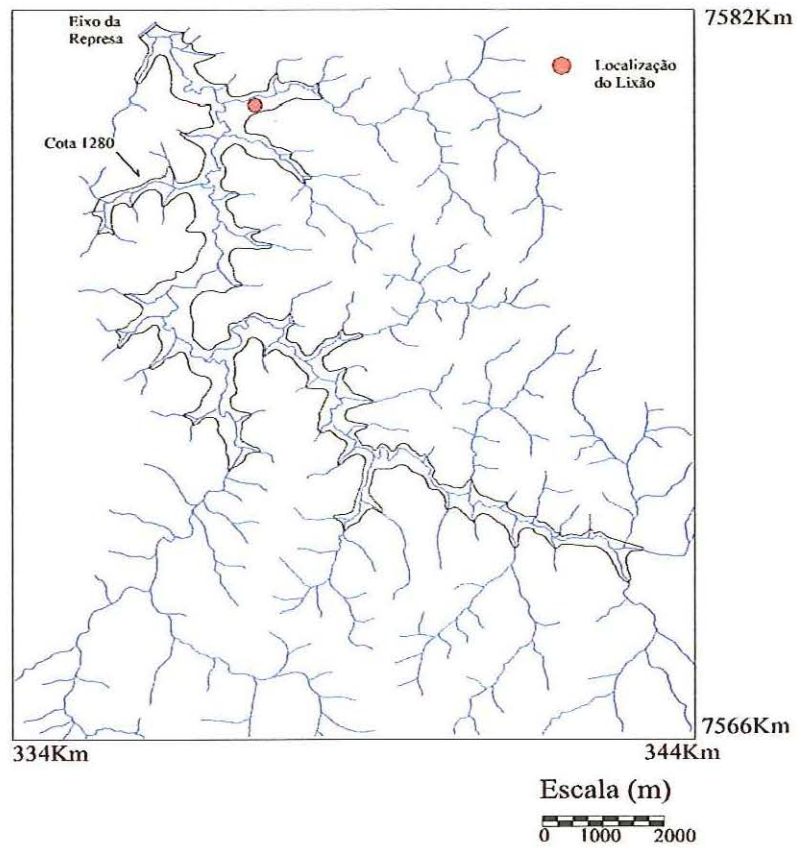 Eixo da
Represa
7582Km
Localização
do Lixão
Cota 1280
7566Km
334Km
344Km
Escala (m)
0 1000 2000